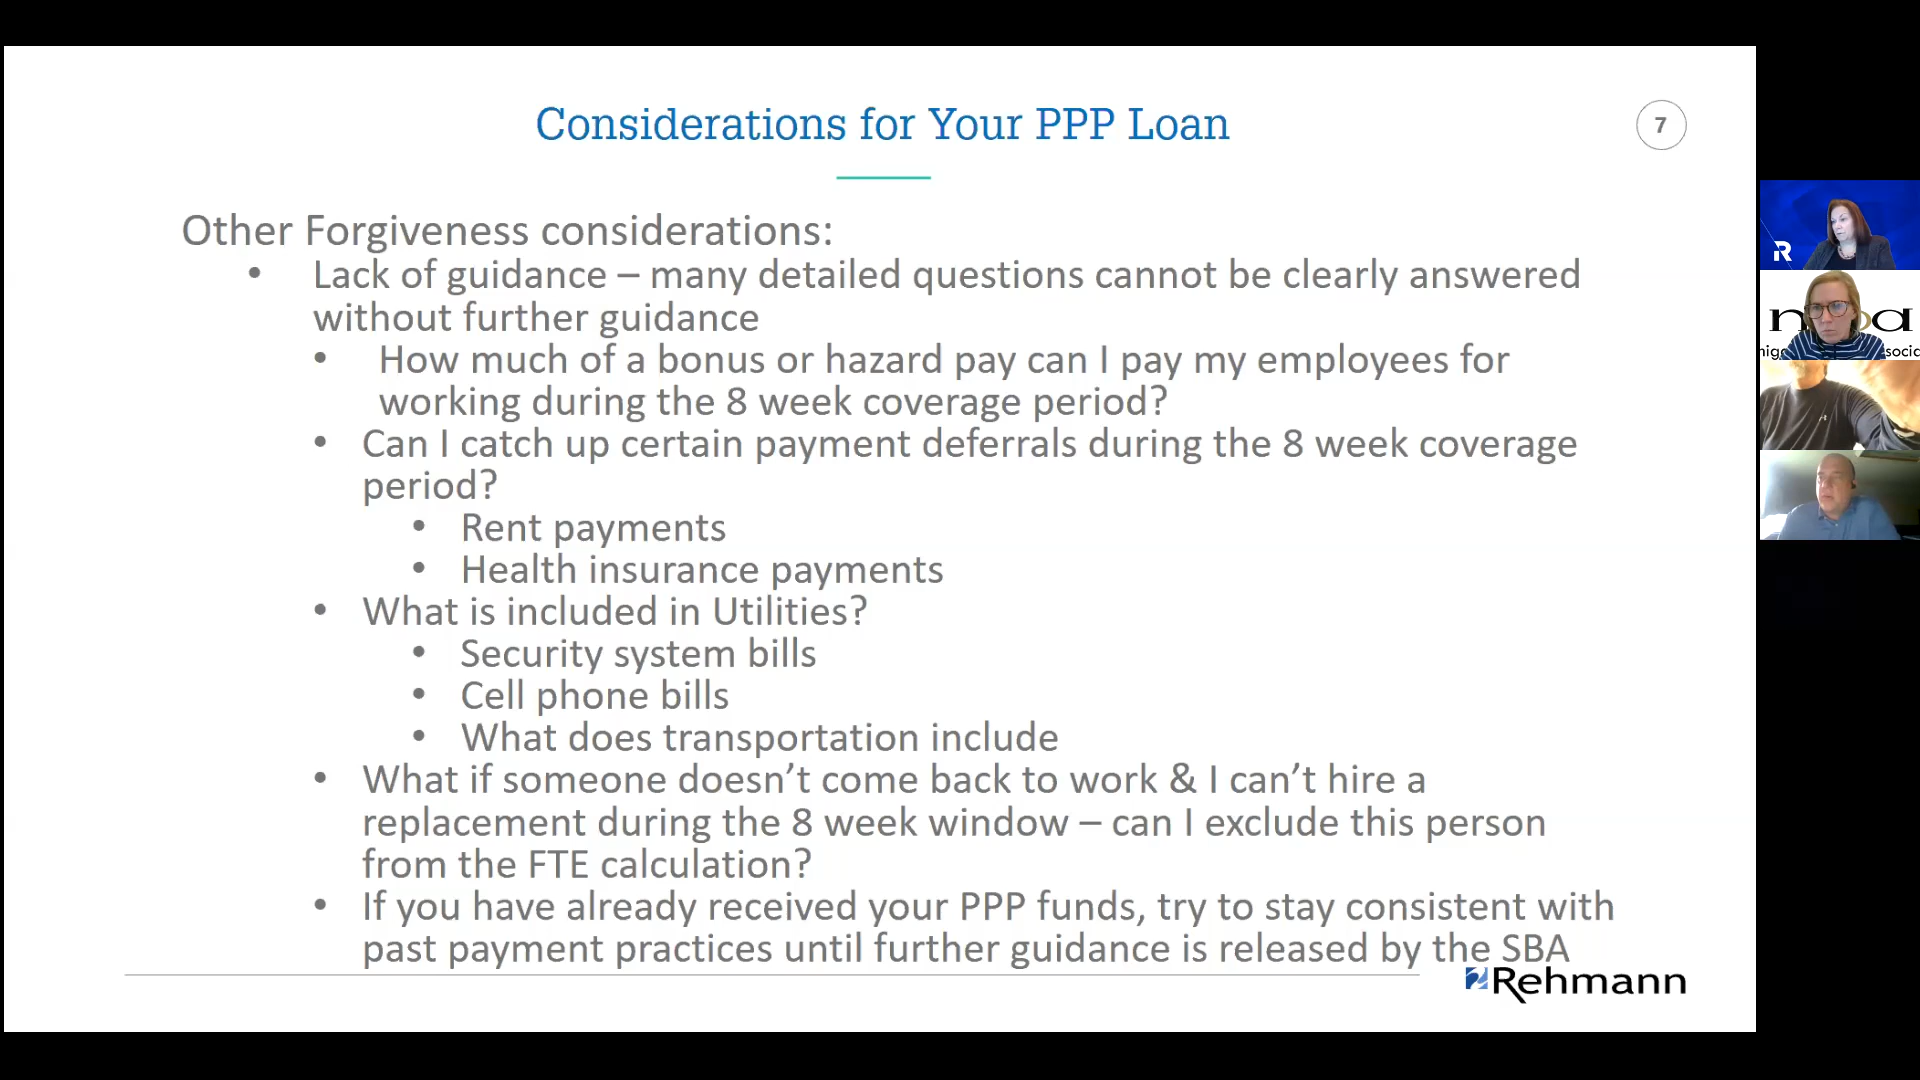 Considerations for Your PPP Loan
7
Other Forgiveness considerations:
• Lack of guidance – many detailed questions cannot be clearly answered
without further guidance
• How much of a bonus or hazard pay can I pay my employees for
working during the 8 week coverage period?
• Can I catch up certain payment deferrals during the 8 week coverage
period?
• Rent payments
• Health insurance payments
• What is included in Utilities?
• Security system bills
• Cell phone bills
• What does transportation include
• What if someone doesn’t come back to work & I can’t hire a
replacement during the 8 week window – can I exclude this person
from the FTE calculation?
• If you have already received your PPP funds, try to stay consistent with
past payment practices until further guidance is released by the SBA
Rehmann
R